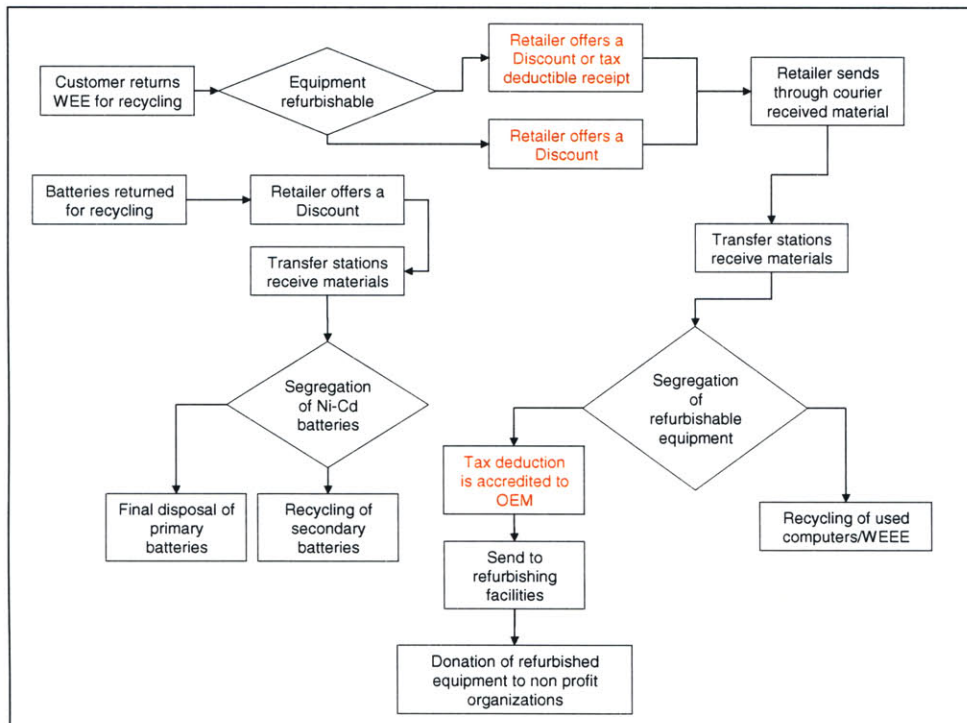 Customer returns
WEE for recycling
Equipment
refurbishable
Retailer offers a
Discount or tax
deductible receipt
Retailer offers a
Discount
Retailer sends
through courier
received material
Batteries returned
for recycling
Retailer offers a
Discount
Transfer stations
receive materials
Transfer stations
receive materials
Segregation
of Ni-Cd
batteries
Segregation
of
refurbishable
equipment
Final disposal of
primary
batteries
Recycling of
secondary
batteries
Tax deduction
is accredited to
OEM
Recycling of used
computers/WEEE
Send to
refurbishing
facilities
Donation of refurbished
equipment to non profit
organizations